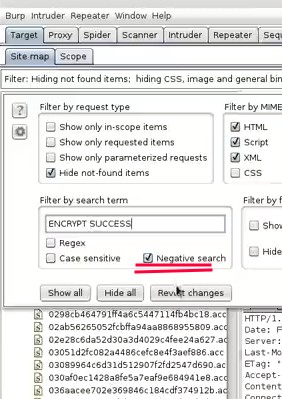 Burp Intruder Repeater Window Help
Target Proxy Spider Scanner Intruder Repeater
Site map Scope
Filter: Hiding not found items; hiding CSS, image and general bin
Filter by request type
Show only in-scope items
Show only requested items
Show only parameterized requests
Hide not-found items
Filter by MIME
HTML
Script
XML
CSS
Filter by search term
ENCRYPT SUCCESS
Regex
Case sensitive Negative search
Filter by f
Show
Hide
Show all Hide all Revert changes
0298cb464791ff4a6c5447114fb4bc18.acc
02ab56265052fcbffa94aa8868955809.acc
02e28c6da52d30a3d4029c4fee24a627.acc
03051d2fc082a4486cefc8e4f3aef886.acc
03089964c6d31d512907f2fd2547d690.acc
030af0ec1428a8fe5a7eaf9e684941e8.acc
036aacee702e369846c184cdf374912b.acc
HTTP/1.
Date: F
Server:
Last-Mo
ETag: "
Accept-
Content
Connect
Content